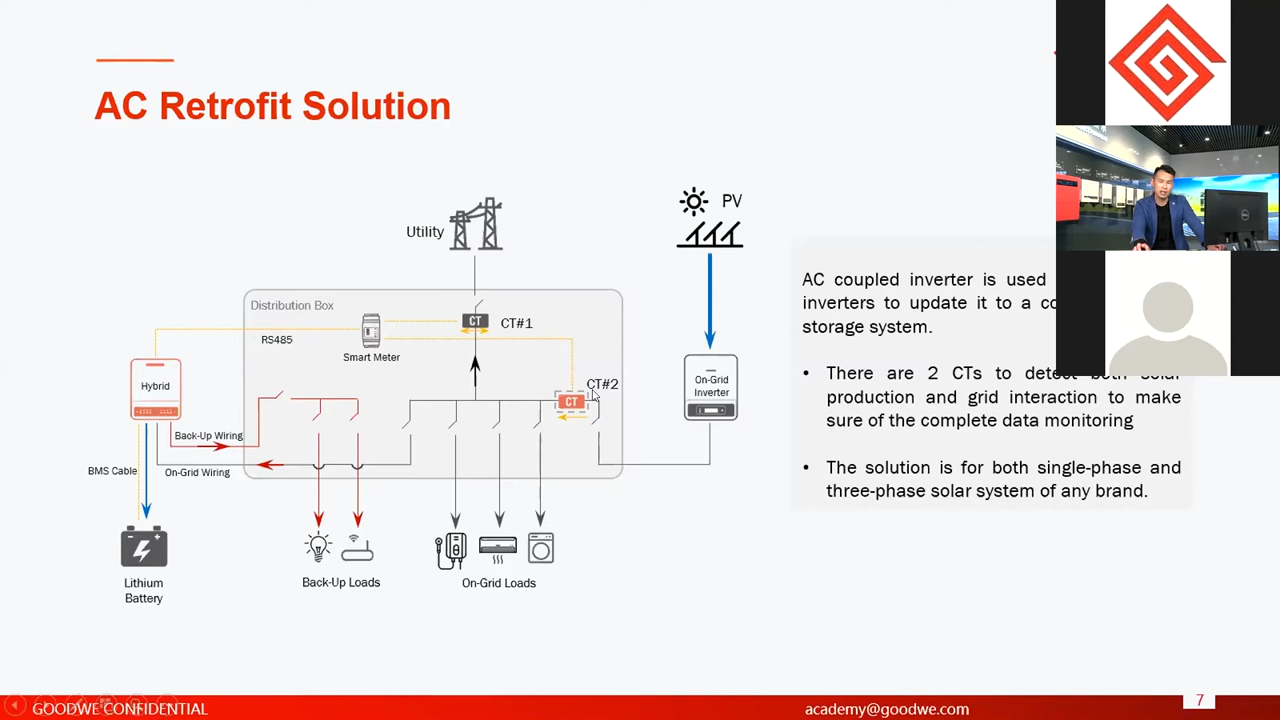 AC Retrofit Solution
PV
Utility
Distribution Box
CT
CT#1
RS485
Smart Meter
Hybrid
CT#2
CT
On-Grid
Inverter
Back-Up Wiring
BMS Cable
On-Grid Wiring
Lithium
Battery
Back-Up Loads
On-Grid Loads
AC coupled inverter is used
inverters to update it to a
storage system.
• There are 2 CTs to detect both solar
production and grid interaction to make
sure of the complete data monitoring
• The solution is for both single-phase and
three-phase solar system of any brand.
GOODWE CONFIDENTIAL
academy@goodwe.com
7